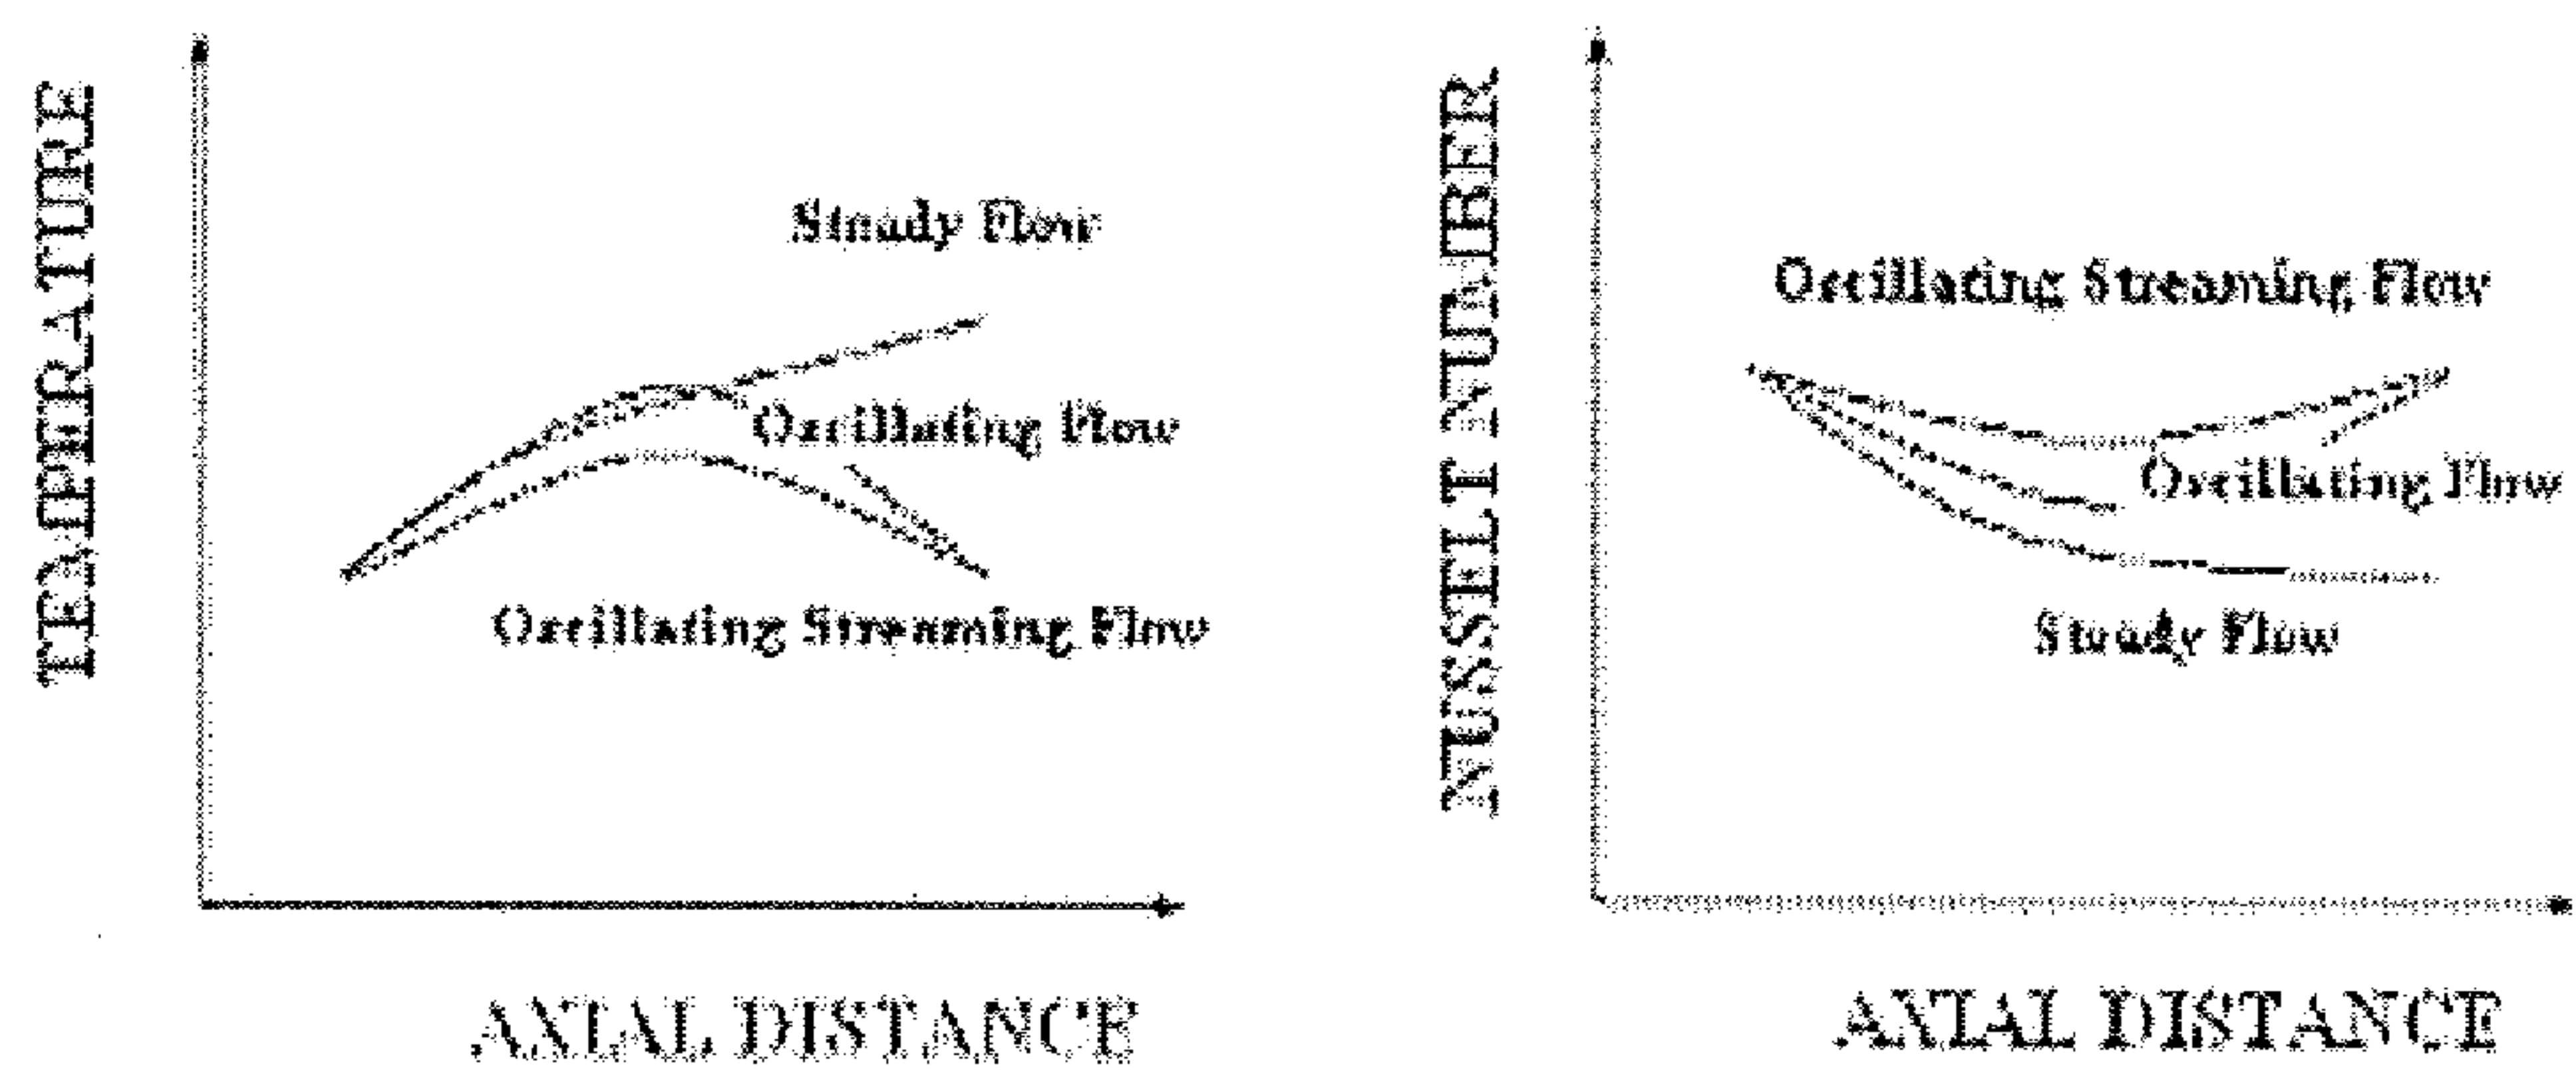 TEMPERATURE
Steady Flow
Oscillating Flow
Oscillating Streaming Flow
AXIAL DISTANCE
NUSSELT NUMBER
Oscillating Streaming Flow
Oscillating Flow
Steady Flow
AXIAL DISTANCE